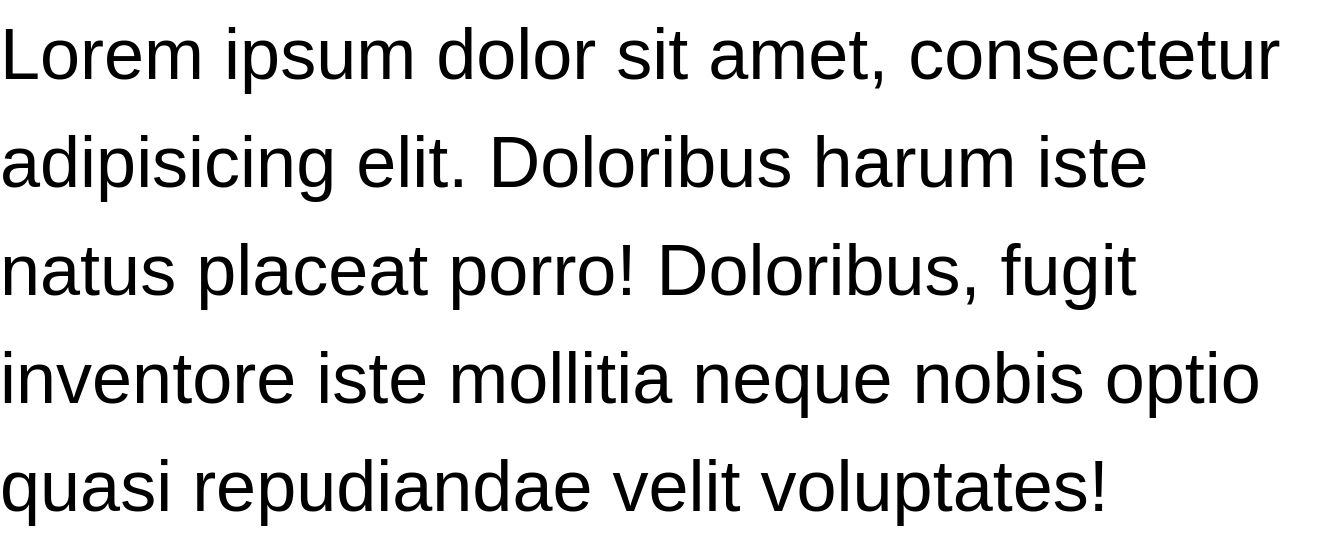 Lorem ipsum dolor sit amet, consectetur
adipisicing elit. Doloribus harum iste
natus placeat porro! Doloribus, fugit
inventore iste mollitia neque nobis optio
quasi repudiandae velit voluptates!